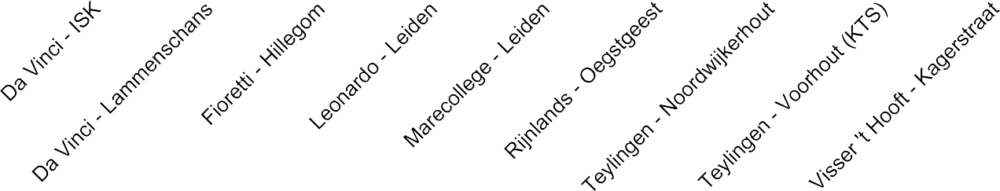 Da Vinci - ISK
Da Vinci - Lammenschans
Fioretti - Hillegom
Leonardo - Leiden
Marecollege - Leiden
Rijnlands - Oegstgeest
Teylingen - Noordwijkerhout
Teylingen - Voorhout (KTS)
Visser 't Hooft - Kagerstraat